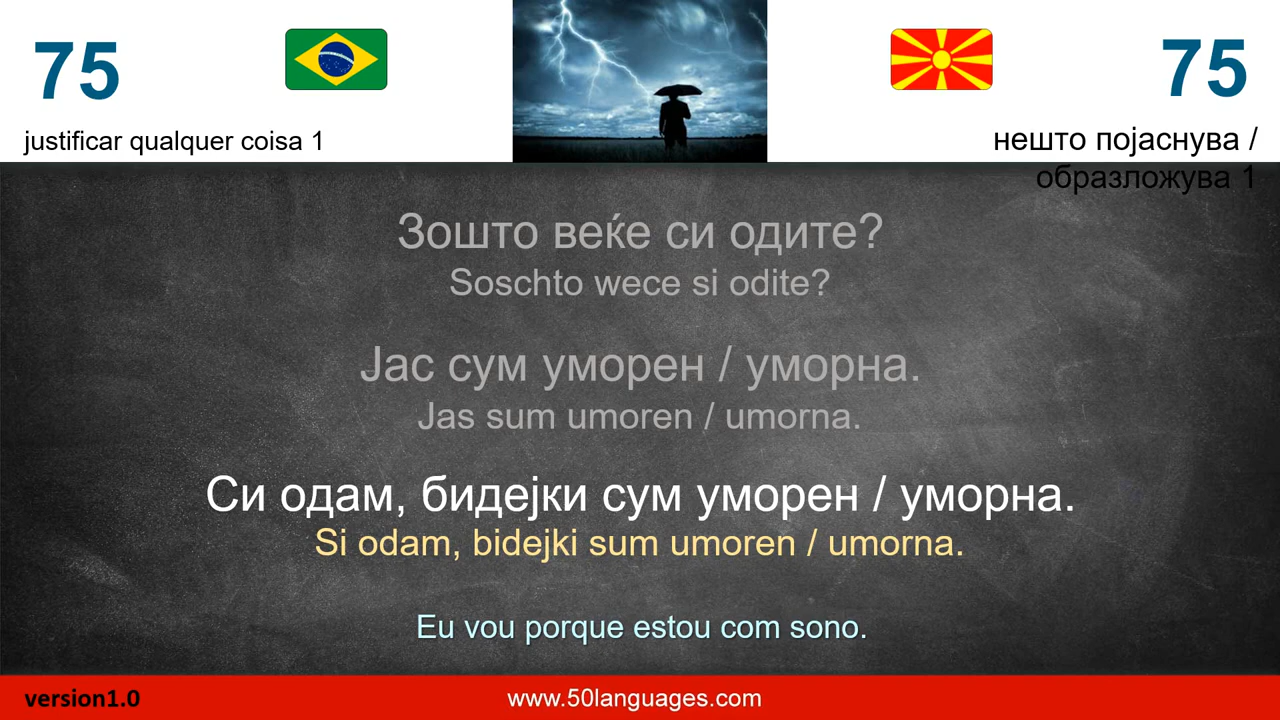 75
75
justificar qualquer coisa 1
нешто појаснува /
образложува 1
Зошто веќе си одите?
Soschto wece si odite?
Јас сум уморен / уморна.
Jas sum umoren / umorna.
Си одам, бидејки сум уморен / уморна.
Si odam, bidejki sum umoren / umorna.
Eu vou porque estou com sono.
version1.0
www.50languages.com